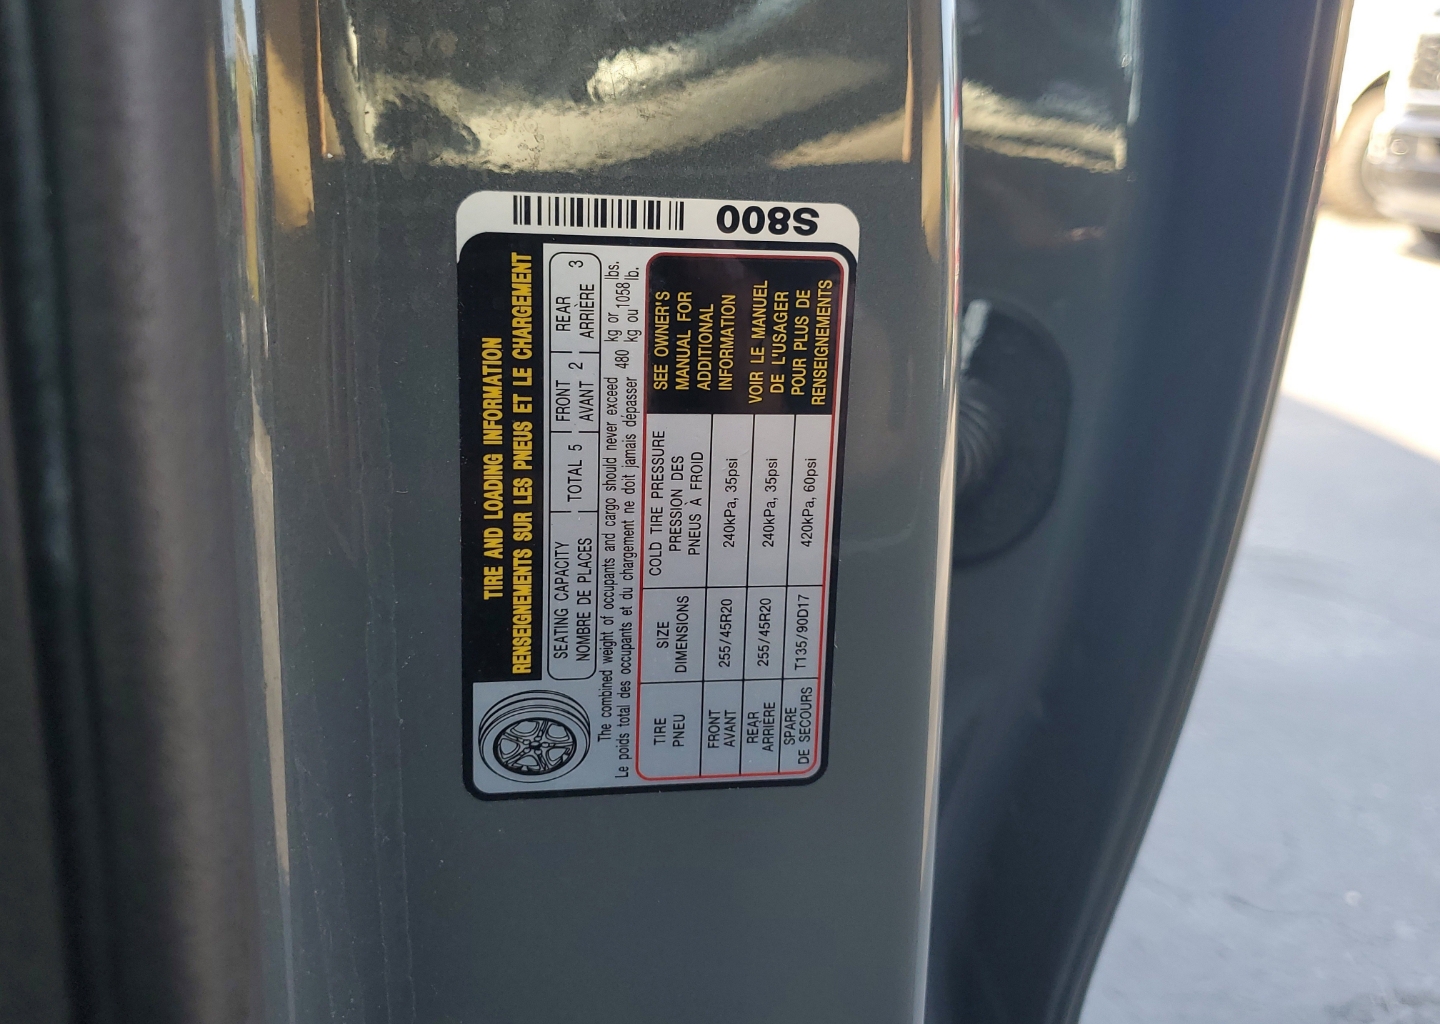 TIRE AND LOADING INFORMATION
RENSEIGNEMENTS SUR LES PNEUS ET LE CHARGEMENT
SEATING CAPACITY TOTAL 5 FRONT 2 REAR 3
NOMBRE DE PLACES AVANT ARRIÈRE
The combined weight of occupants and cargo should never exceed 480 kg or 1058 lbs.
Le poids total des occupants et du chargement ne doit jamais dépasser kg ou lb.
TIRE SIZE COLD TIRE PRESSURE
PNEU DIMENSIONS PRESSION DES
PNEUS À FROID
FRONT 255/45R20 240kPa, 35psi
AVANT
REAR 255/45R20 240kPa, 35psi
ARRIERE
SPARE T135/90D17 420kPa, 60psi
DE SECOURS
SEE OWNER'S
MANUAL FOR
ADDITIONAL
INFORMATION
VOIR LE MANUEL
DE L'USAGER
POUR PLUS DE
RENSEIGNEMENTS
S800